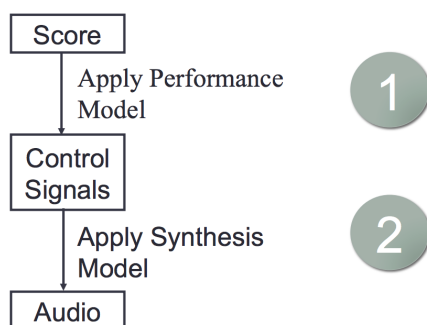 Score
Apply Performance
Model
1
Control
Signals
2
Apply Synthesis
Model
Audio